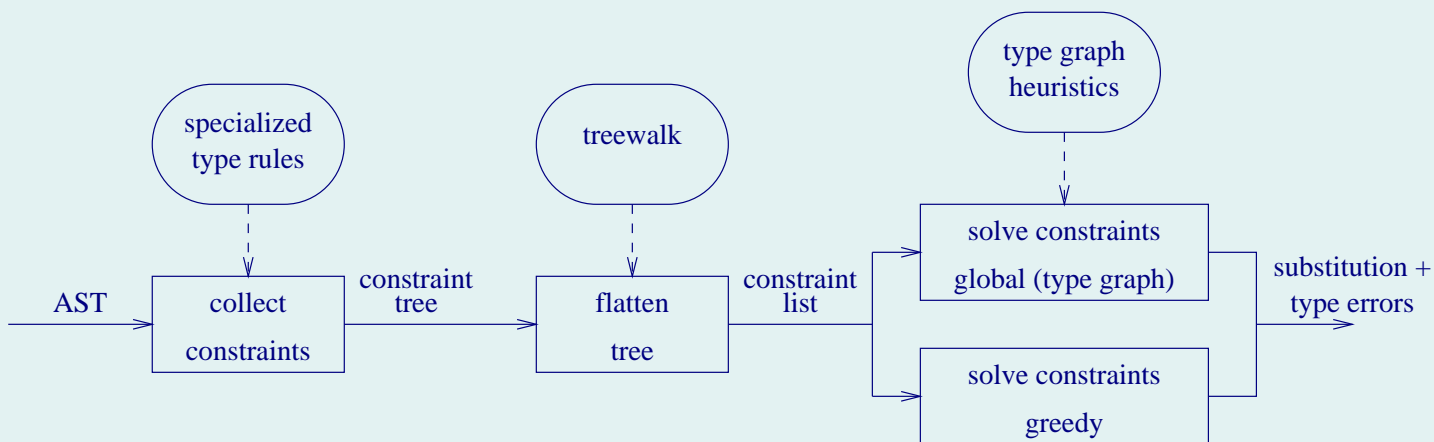 type graph
heuristics
specialized
type rules
treewalk
solve constraints
global (type graph)
AST
collect
constraints
constraint
tree
flatten
tree
constraint
list
substitution +
type errors
solve constraints
greedy